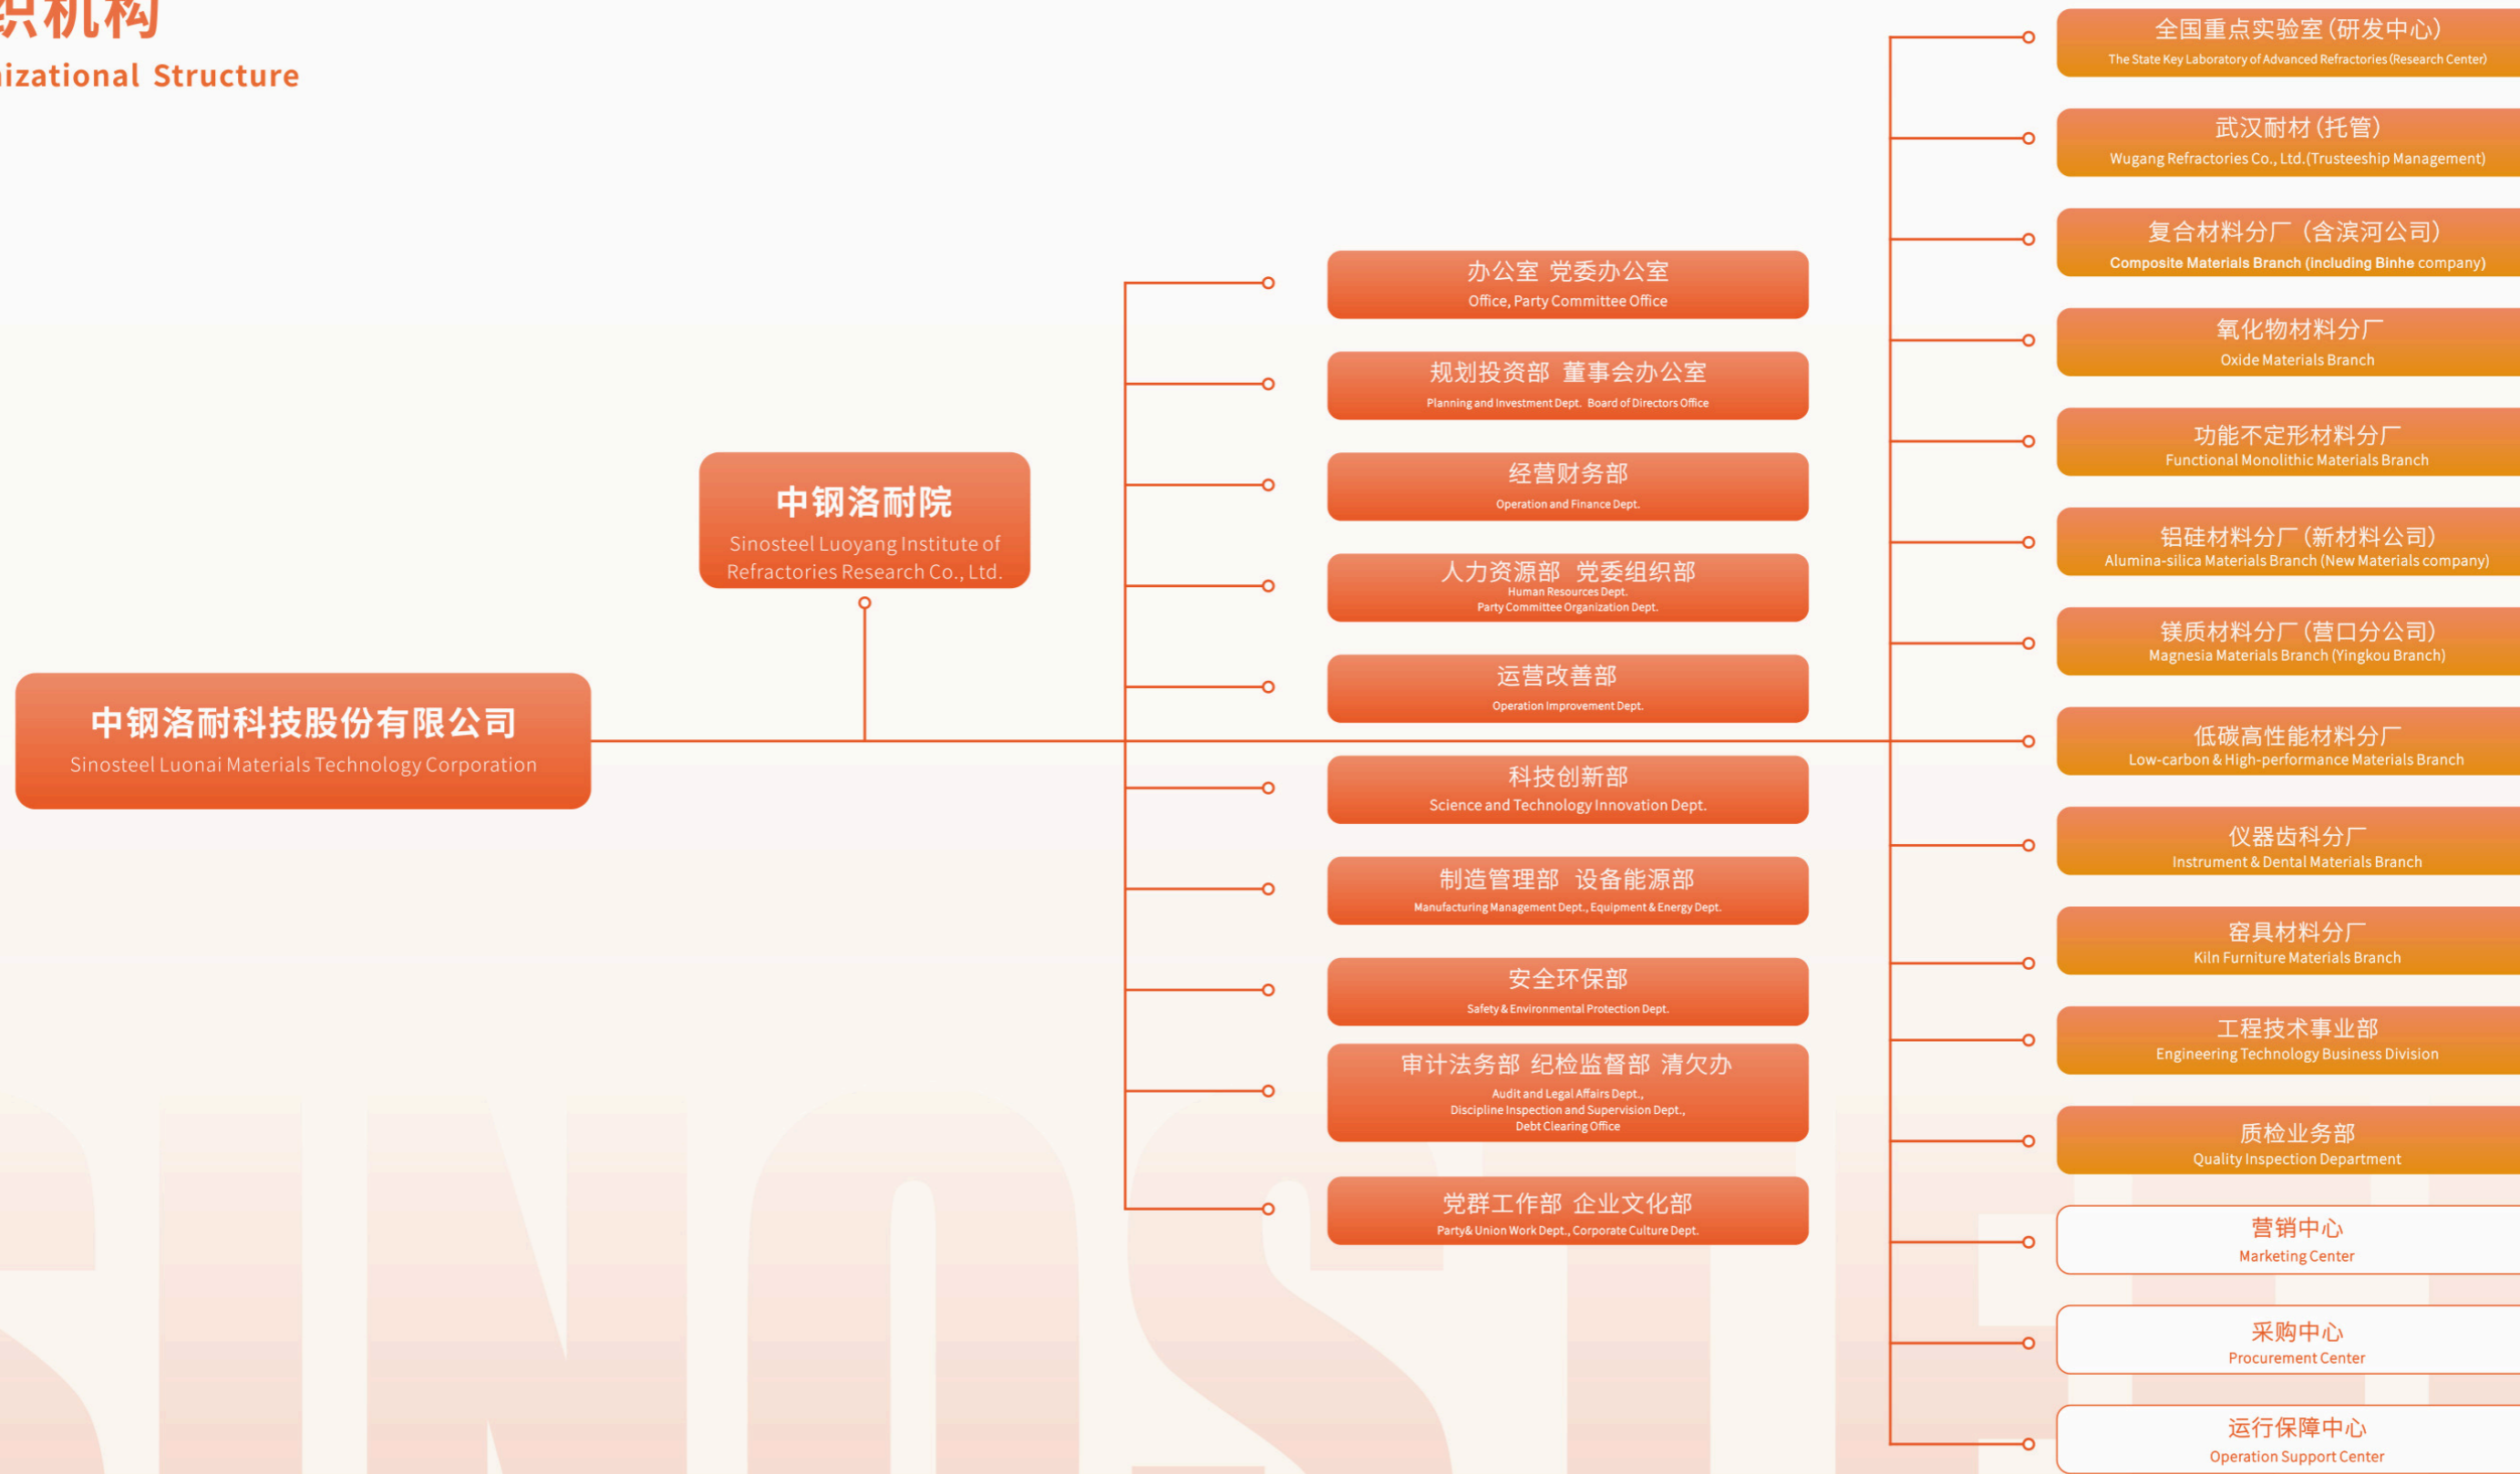 织机构
nizational Structure
中钢洛耐科技股份有限公司
Sinosteel Luonai Materials Technology Corporation
中钢洛耐院
Sinosteel Luoyang Institute of
Refractories Research Co., Ltd.
办公室 党委办公室
Office, Party Committee Office
规划投资部 董事会办公室
Planning and Investment Dept. Board of Directors Office
经营财务部
Operation and Finance Dept.
人力资源部 党委组织部
Human Resources Dept.
Party Committee Organization Dept.
运营改善部
Operation Improvement Dept.
科技创新部
Science and Technology Innovation Dept.
制造管理部 设备能源部
Manufacturing Management Dept., Equipment & Energy Dept.
安全环保部
Safety & Environmental Protection Dept.
审计法务部 纪检监督部 清欠办
Audit and Legal Affairs Dept.,
Discipline Inspection and Supervision Dept.,
Debt Clearing Office
党群工作部 企业文化部
Party& Union Work Dept., Corporate Culture Dept.
全国重点实验室（研发中心）
The State Key Laboratory of Advanced Refractories (Research Center)
武汉耐材（托管）
Wugang Refractories Co., Ltd.(Trusteeship Management)
复合材料分厂（含滨河公司）
Composite Materials Branch (including Binhe company)
氧化物材料分厂
Oxide Materials Branch
功能不定形材料分厂
Functional Monolithic Materials Branch
铝硅材料分厂（新材料公司）
Alumina-silica Materials Branch (New Materials company)
镁质材料分厂（营口分公司）
Magnesia Materials Branch (Yingkou Branch)
低碳高性能材料分厂
Low-carbon & High-performance Materials Branch
仪器齿科分厂
Instrument & Dental Materials Branch
窑具材料分厂
Kiln Furniture Materials Branch
工程技术事业部
Engineering Technology Business Division
质检业务部
Quality Inspection Department
营销中心
Marketing Center
采购中心
Procurement Center
运行保障中心
Operation Support Center
SINOSTEE